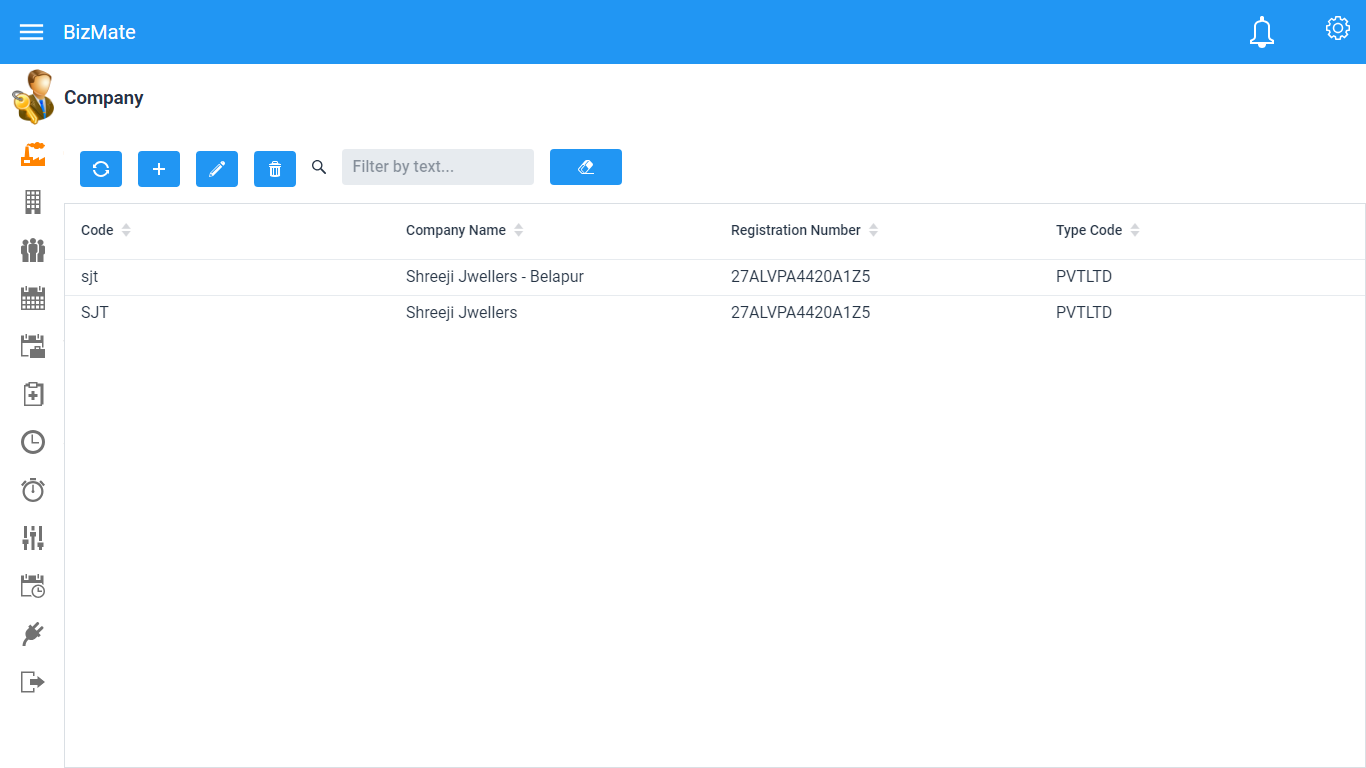 BizMate
Company
Filter by text...
Code Company Name Registration Number Type Code
sjt Shreeji Jwellers - Belapur 27ALVPA4420A1Z5 PVTLTD
SJT Shreeji Jwellers 27ALVPA4420A1Z5 PVTLTD